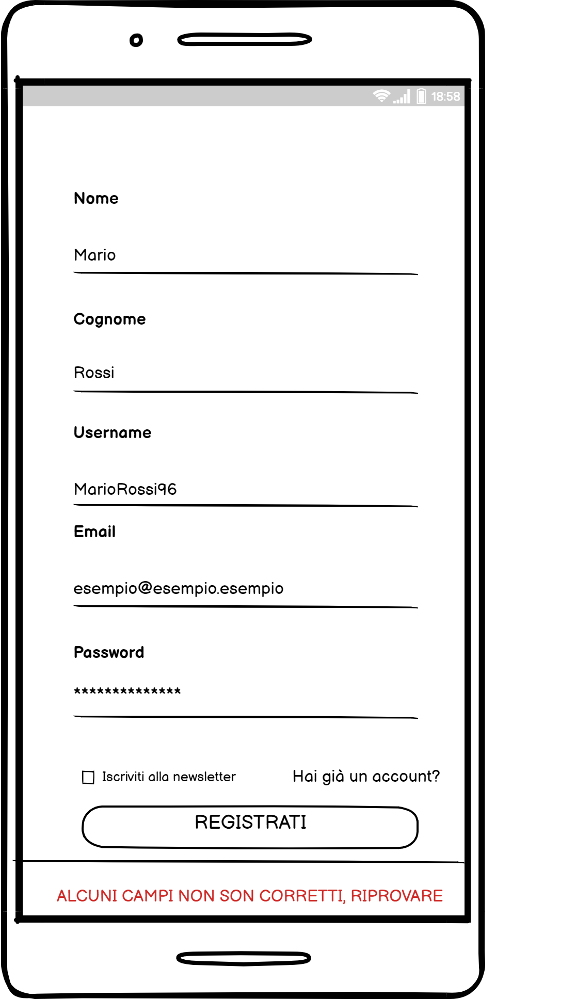 18:58
Nome
Mario
Cognome
Rossi
Username
MarioRossi96
Email
esempio@esempio.esempio
Password
**************
Iscriviti alla newsletter
Hai già un account?
REGISTRATI
ALCUNI CAMPI NON SON CORRETTI, RIPROVARE